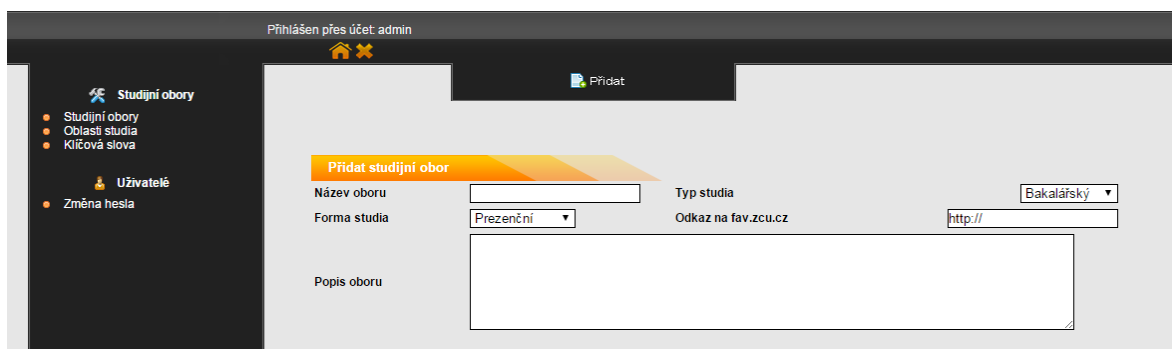 Přihlášen přes účet: admin
Přidat
Studijní obory
Studijní obory
Oblasti studia
Klíčová slova
Uživatelé
Změna hesla
Přidat studijní obor
Název oboru Typ studia Bakalářský
Forma studia Prezenční Odkaz na fav.zcu.cz http://
Popis oboru